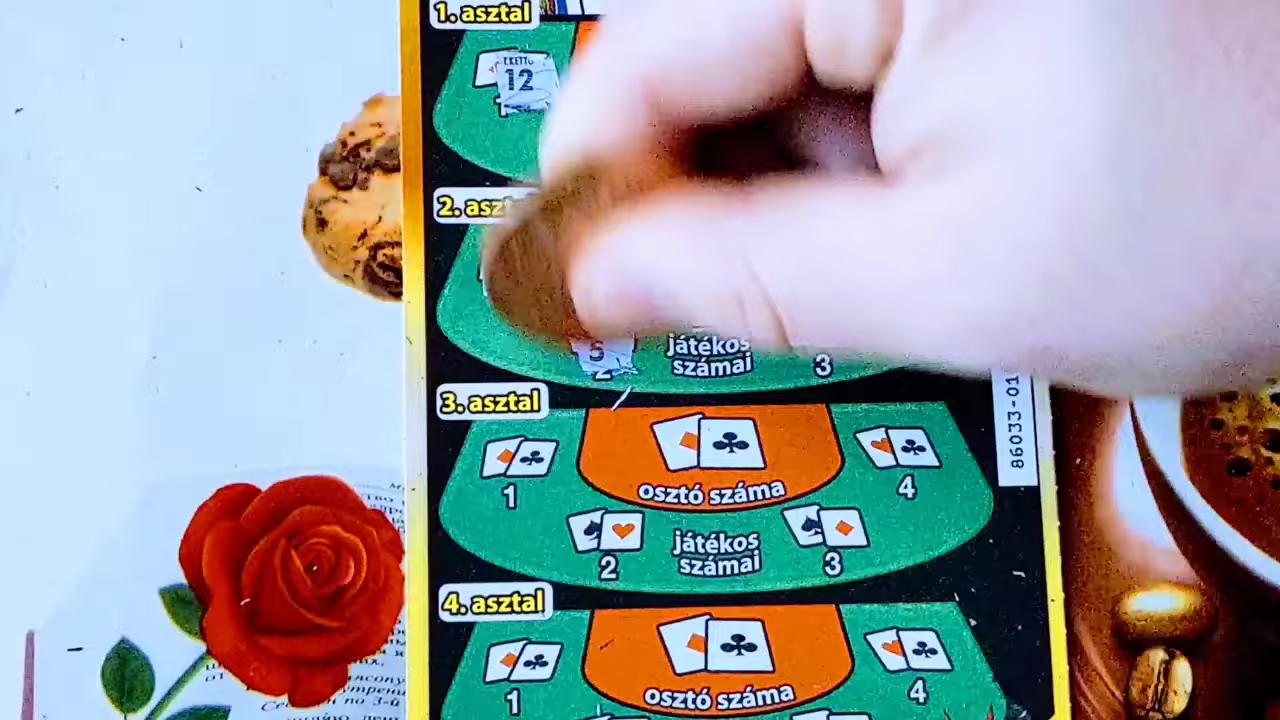 1. asztal
12
2. asz
5
2
játékos
számai
3
3. asztal
1
osztó száma
4
2
játékos
számai
3
86033-01
4. asztal
1
osztó száma
4